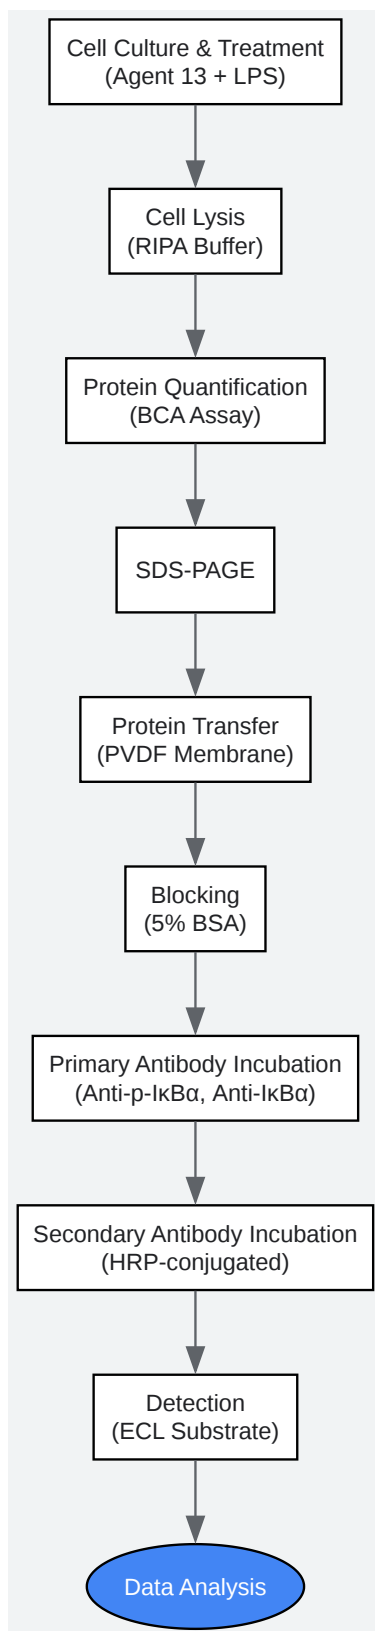 Cell Culture & Treatment
(Agent 13 + LPS)
Cell Lysis
(RIPA Buffer)
Protein Quantification
(BCA Assay)
SDS-PAGE
Protein Transfer
(PVDF Membrane)
Blocking
(5% BSA)
Primary Antibody Incubation
(Anti-p-IκBα, Anti-IκBα)
Secondary Antibody Incubation
(HRP-conjugated)
Detection
(ECL Substrate)
Data Analysis